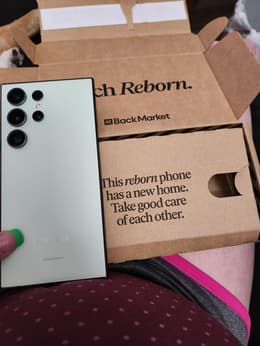 ch Reborn.
BackMarket
This reborn phone
has a new home.
Take good care
of each other.